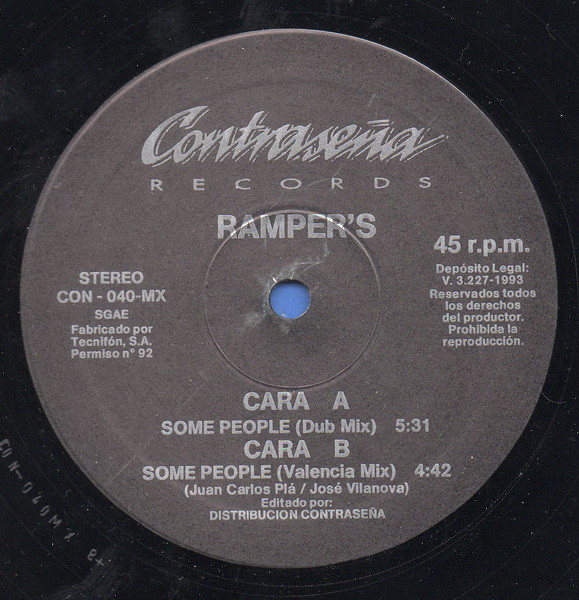 Contraseña
RECORDS
RAMPER'S
45 r.p.m.
Depósito Legal:
V. 3.227-1993
Reservados todos
los derechos
del productor.
Prohibida la
reproducción.
STEREO
CON - 040-MX
SGAE
Fabricado por
Tecnifón, S.A.
Permiso nº 92
CARA A
SOME PEOPLE (Dub Mix) 5:31
CARA B
SOME PEOPLE (Valencia Mix) 4:42
(Juan Carlos Plá / José Vilanova)
Editado por:
DISTRIBUCION CONTRASEÑA